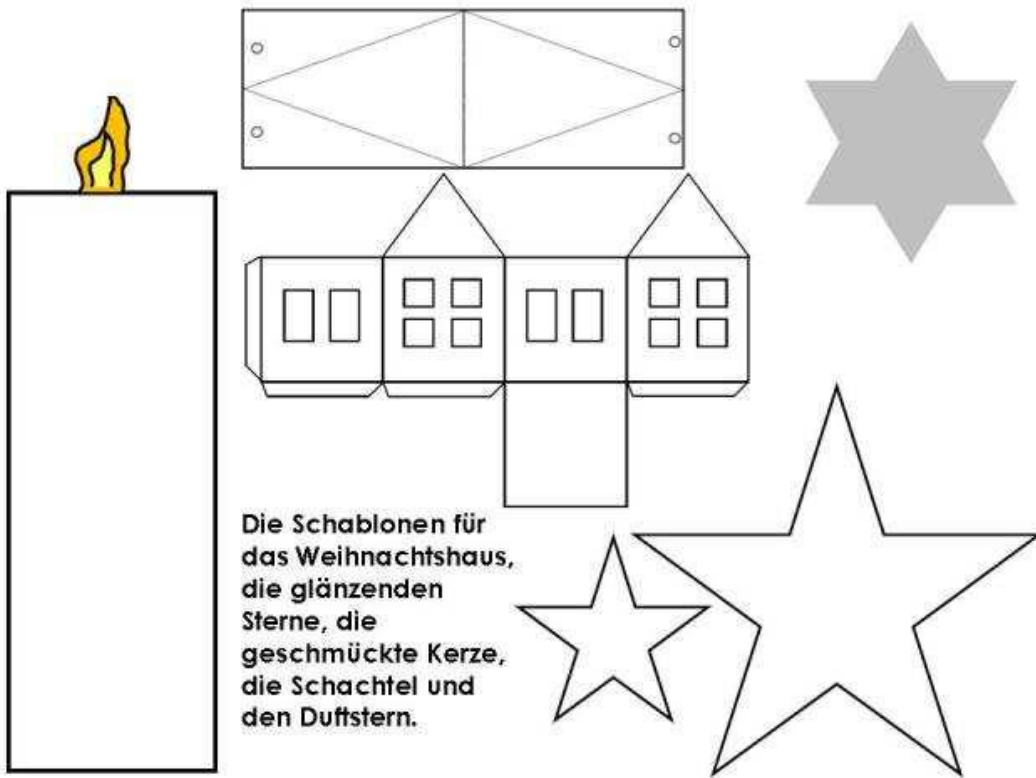 Die Schablonen für
das Weihnachtshaus,
die glänzenden
Sterne, die
geschmückte Kerze,
die Schachtel und
den Duftstern.